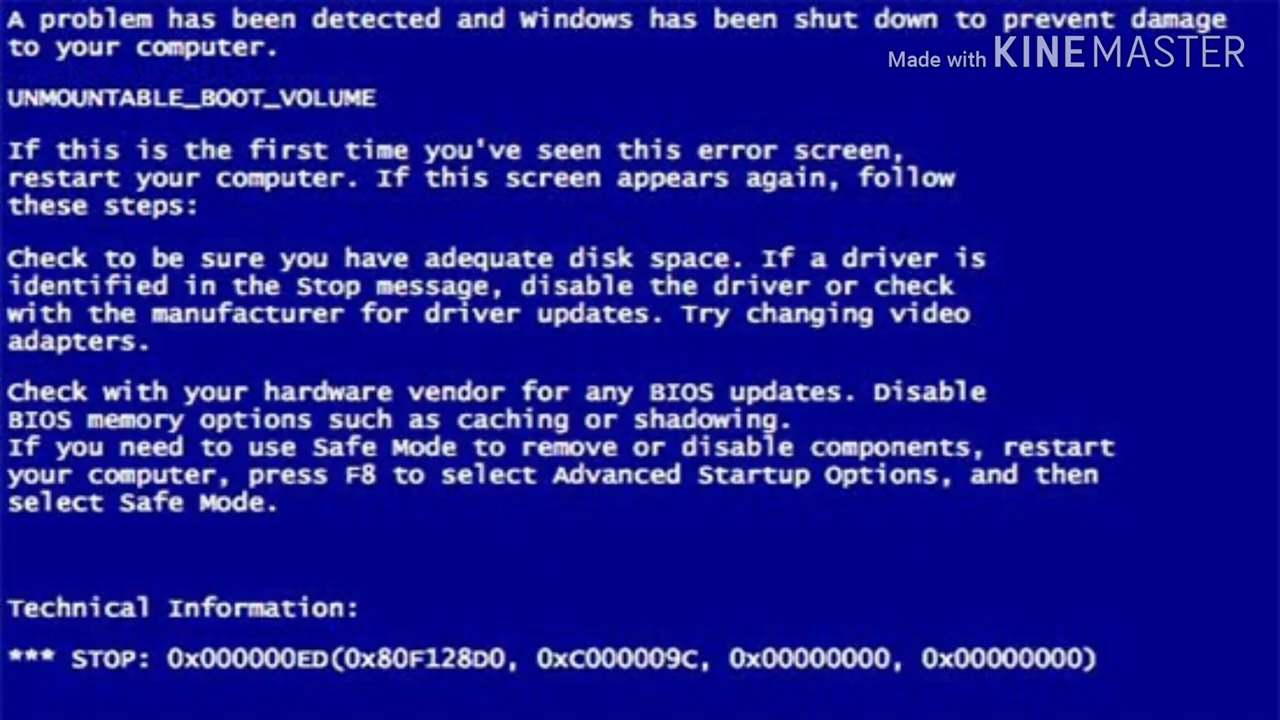 A problem has been detected and Windows has been shut down to prevent damage
to your computer.
Made with KINEMASTER
UNMOUNTABLE_BOOT_VOLUME
If this is the first time you've seen this error screen,
restart your computer. If this screen appears again, follow
these steps:
Check to be sure you have adequate disk space. If a driver is
identified in the Stop message, disable the driver or check
with the manufacturer for driver updates. Try changing video
adapters.
Check with your hardware vendor for any BIOS updates. Disable
BIOS memory options such as caching or shadowing.
If you need to use Safe Mode to remove or disable components, restart
your computer, press F8 to select Advanced Startup Options, and then
select Safe Mode.
Technical Information:
*** STOP: 0x000000ED(0x80F128D0, 0xC000009C, 0x00000000, 0x00000000)